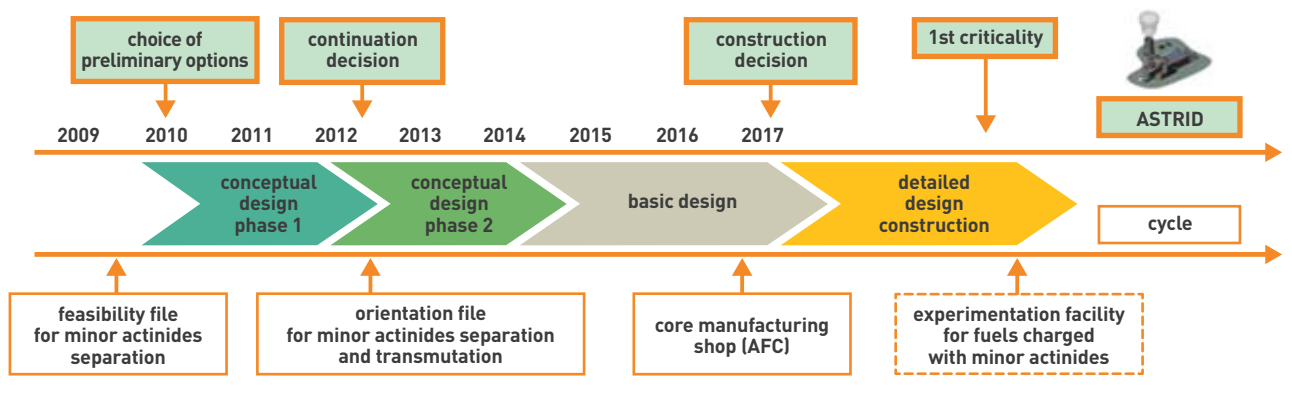 choice of
preliminary options
continuation
decision
construction
decision
1st criticality
ASTRID
2009 2010 2011 2012 2013 2014 2015 2016 2017
conceptual
design
phase 1
conceptual
design
phase 2
basic design
detailed
design
construction
cycle
feasibility file
for minor actinides
separation
orientation file
for minor actinides separation
and transmutation
core manufacturing
shop (AFC)
experimentation facility
for fuels charged
with minor actinides